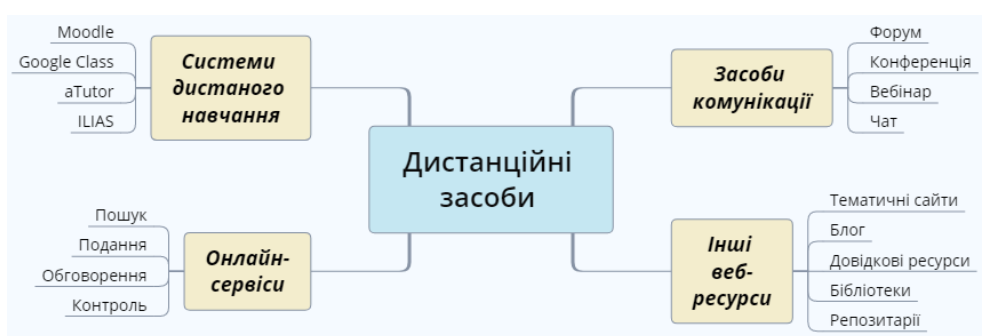 Дистанційні
засоби
Системи
дистаного
навчання
Moodle
Google Class
aTutor
ILIAS
Засоби
комунікації
Форум
Конференція
Вебінар
Чат
Онлайн-
сервіси
Пошук
Подання
Обговорення
Контроль
Інші
веб-
ресурси
Тематичні сайти
Блог
Довідкові ресурси
Бібліотеки
Репозитарії